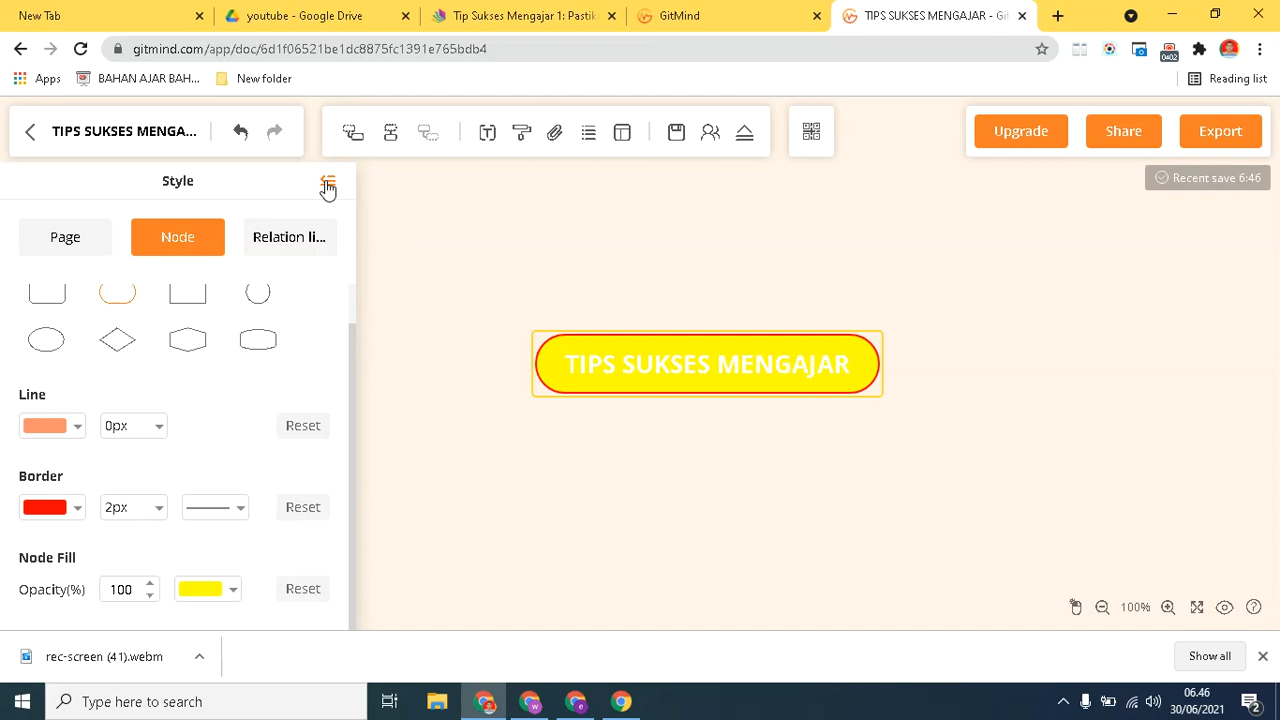 New Tab
youtube - Google Drive
Tip Sukses Mengajar 1: Pastik
GitMind
TIPS SUKSES MENGAJAR - Git
gitmind.com/app/doc/6d1f06521be1dc8875fc1391e765bdb4
0402
Apps
BAHAN AJAR BAH...
New folder
Reading list
TIPS SUKSES MENGA...
Upgrade
Share
Export
Style
Recent save 6:46
Page
Node
Relation li...
TIPS SUKSES MENGAJAR
Line
0px
Reset
Border
2px
Reset
Node Fill
Opacity(%)
100
Reset
100%
rec-screen (41).webm
Show all
Type here to search
w
e
06.46
30/06/2021
2